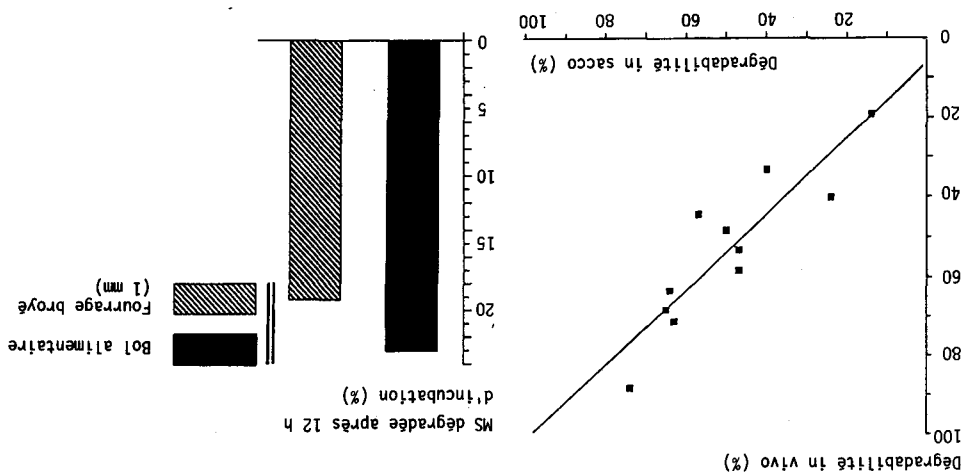 Dégradabilité in vivo (%)
100
80
60
40
20
0
20
40
60
80
100
Dégradabilité in sacco (%)
MS dégradée après 12 h
d'incubation (%)
Bol alimentaire
Fourrage broyé
(1 mm)
20
15
10
5
0